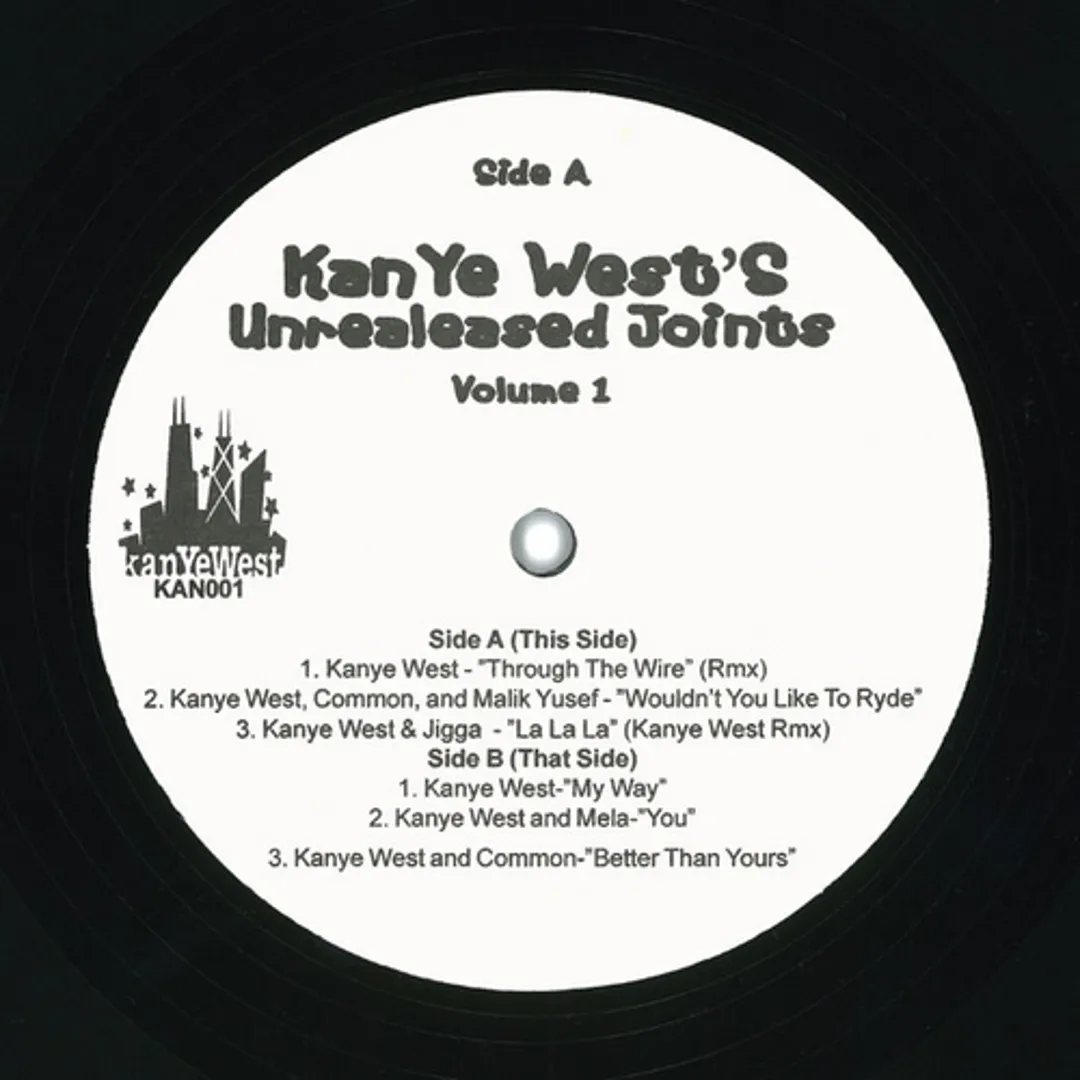 Side A
KanYe West's
Unrealeased Joints
Volume 1
kanYeWest
KAN001
Side A (This Side)
1. Kanye West - "Through The Wire" (Rmx)
2. Kanye West, Common, and Malik Yusef - "Wouldn't You Like To Ryde"
3. Kanye West & Jigga - "La La La" (Kanye West Rmx)
Side B (That Side)
1. Kanye West-"My Way"
2. Kanye West and Mela-"You"
3. Kanye West and Common-"Better Than Yours"